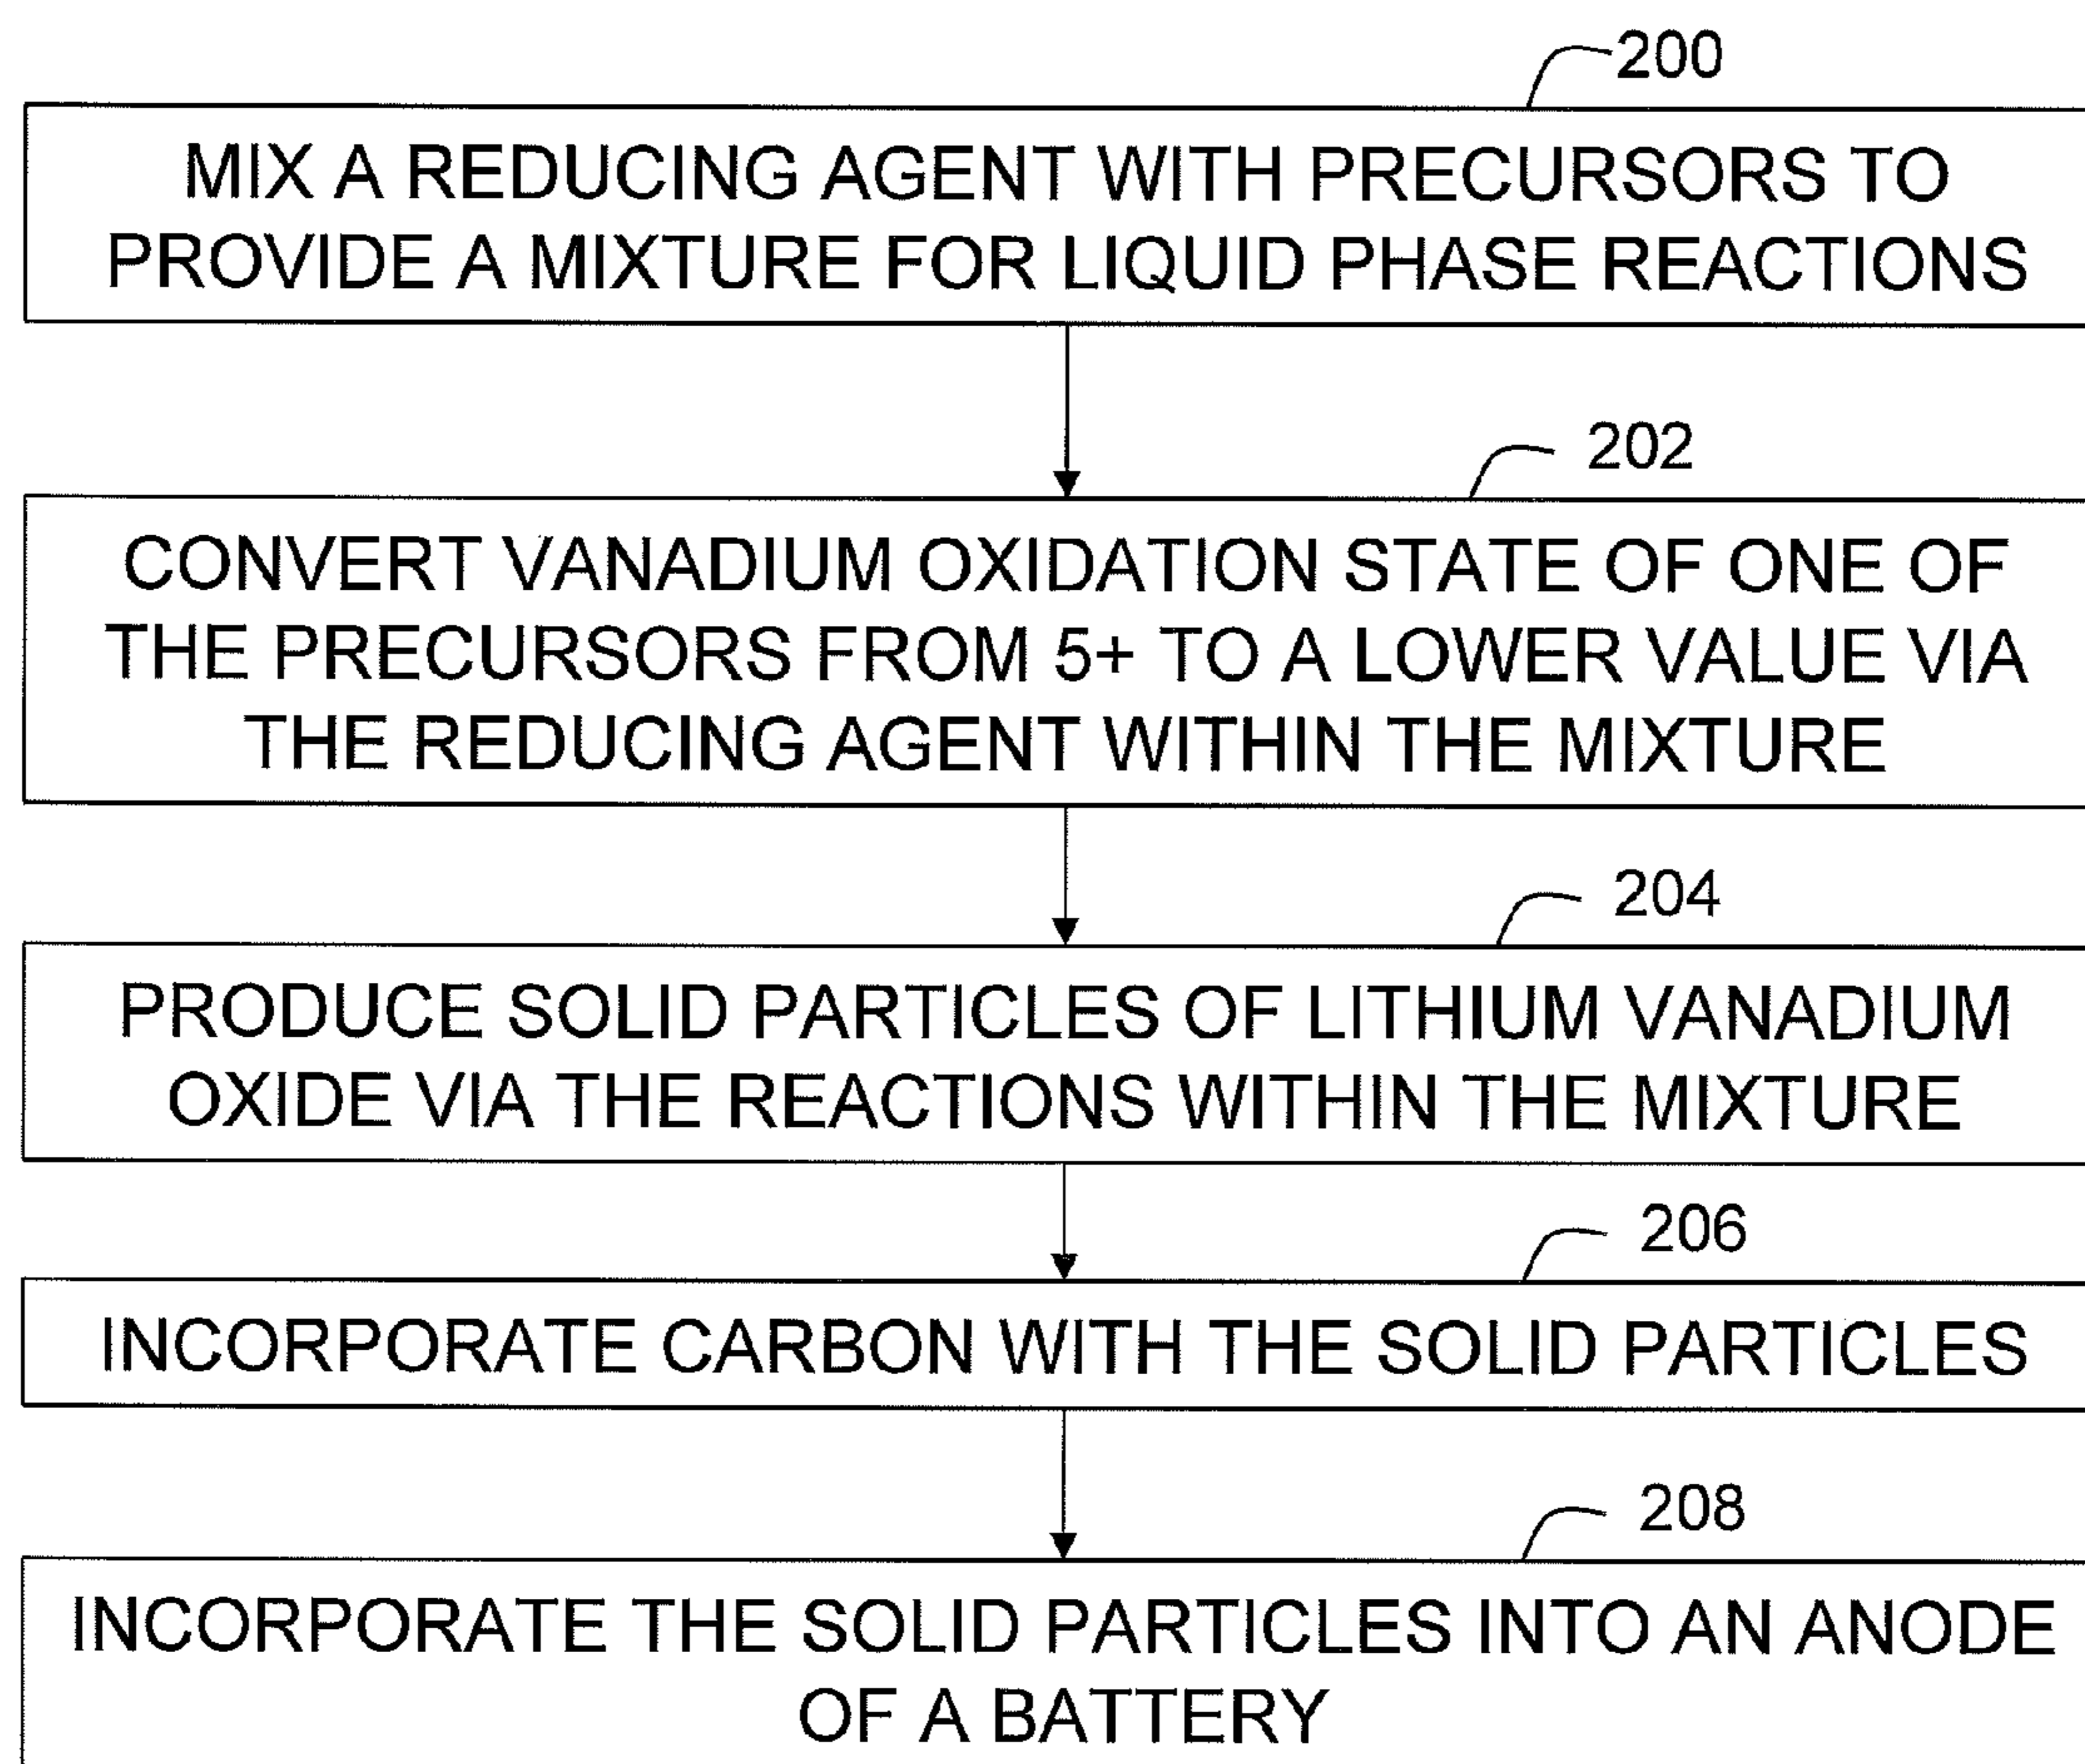 200
MIX A REDUCING AGENT WITH PRECURSORS TO
PROVIDE A MIXTURE FOR LIQUID PHASE REACTIONS
202
CONVERT VANADIUM OXIDATION STATE OF ONE OF
THE PRECURSORS FROM 5+ TO A LOWER VALUE VIA
THE REDUCING AGENT WITHIN THE MIXTURE
204
PRODUCE SOLID PARTICLES OF LITHIUM VANADIUM
OXIDE VIA THE REACTIONS WITHIN THE MIXTURE
206
INCORPORATE CARBON WITH THE SOLID PARTICLES
208
INCORPORATE THE SOLID PARTICLES INTO AN ANODE
OF A BATTERY